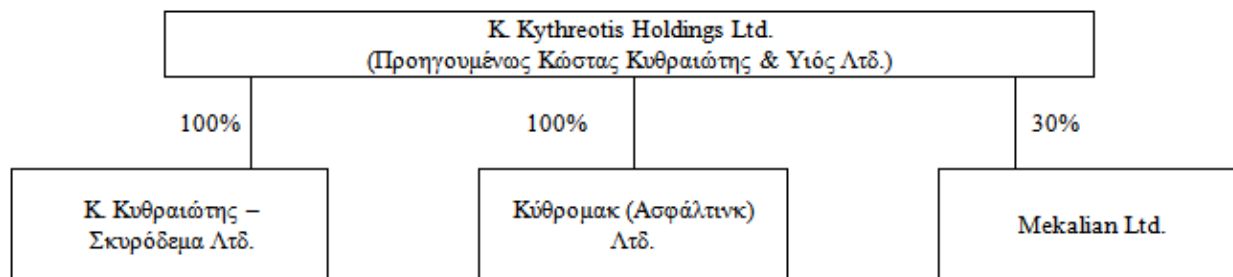 K. Kythreotis Holdings Ltd.
(Προηγουμένως Κώστας Κυθραιώτης & Υιός Λτδ.)
100%
100%
30%
Κ. Κυθραιώτης –
Σκυρόδεμα Λτδ.
Κύθρομακ (Ασφάλτινκ)
Λτδ.
Mekalian Ltd.